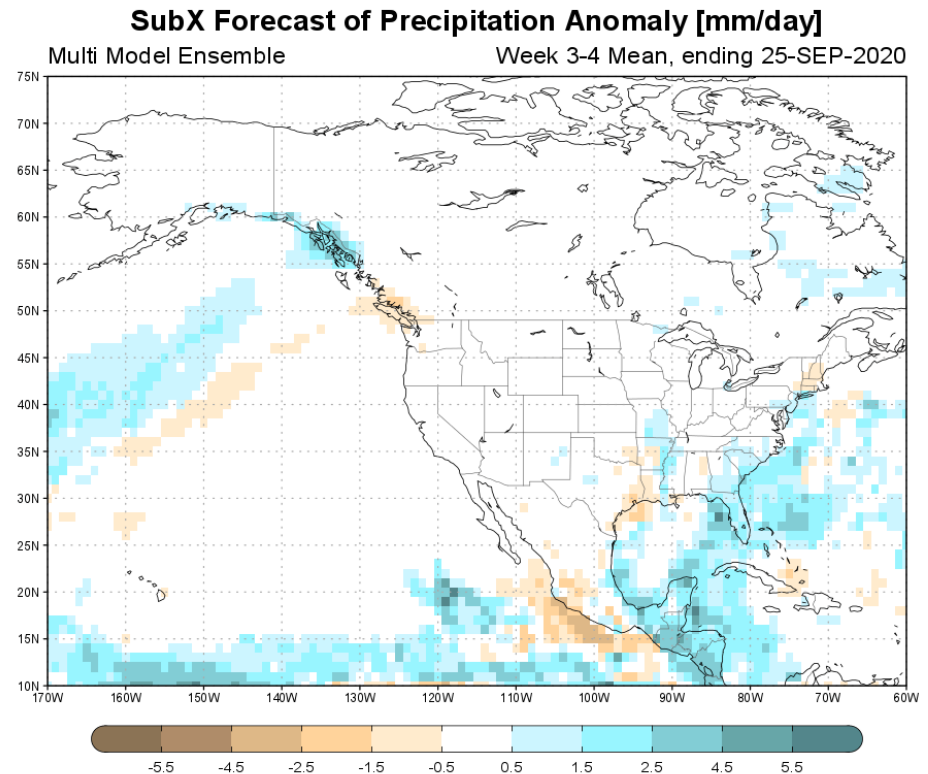 SubX Forecast of Precipitation Anomaly [mm/day]
Multi Model Ensemble Week 3-4 Mean, ending 25-SEP-2020
75N
70N
65N
60N
55N
50N
45N
40N
35N
30N
25N
20N
15N
10N
170W 160W 150W 140W 130W 120W 110W 100W 90W 80W 70W 60W
-5.5 -4.5 -2.5 -1.5 -0.5 0.5 1.5 2.5 4.5 5.5